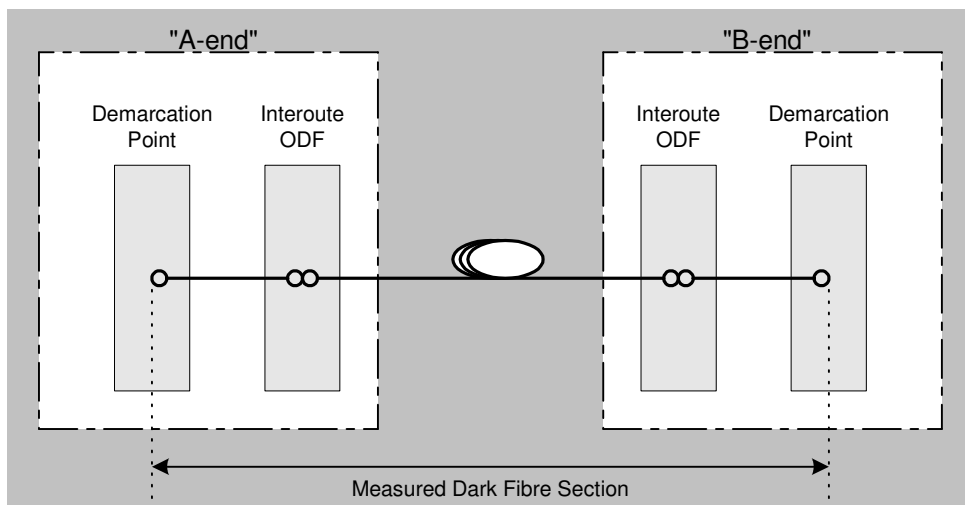 "A-end"
"B-end"
Demarcation
Point
Interoute
ODF
Interoute
ODF
Demarcation
Point
Measured Dark Fibre Section